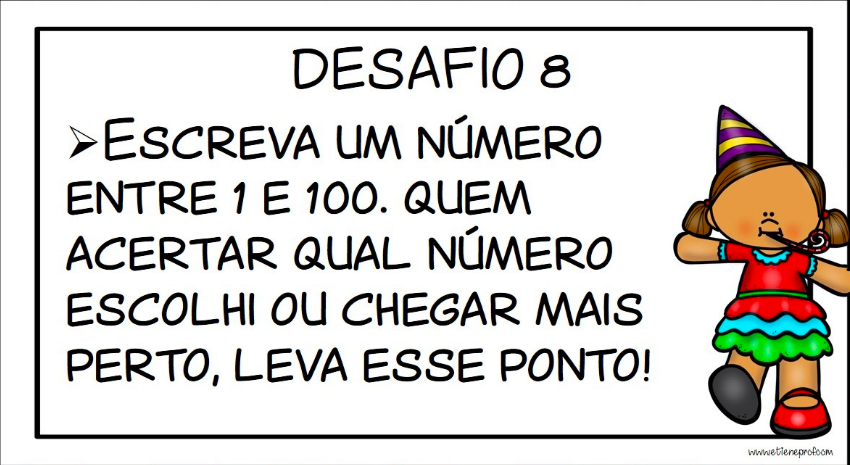 DESAFIO 8
➢ESCREVA UM NÚMERO
ENTRE 1 E 100. QUEM
ACERTAR QUAL NÚMERO
ESCOLHI OU CHEGAR MAIS
PERTO, LEVA ESSE PONTO!
www.etieneprof.com